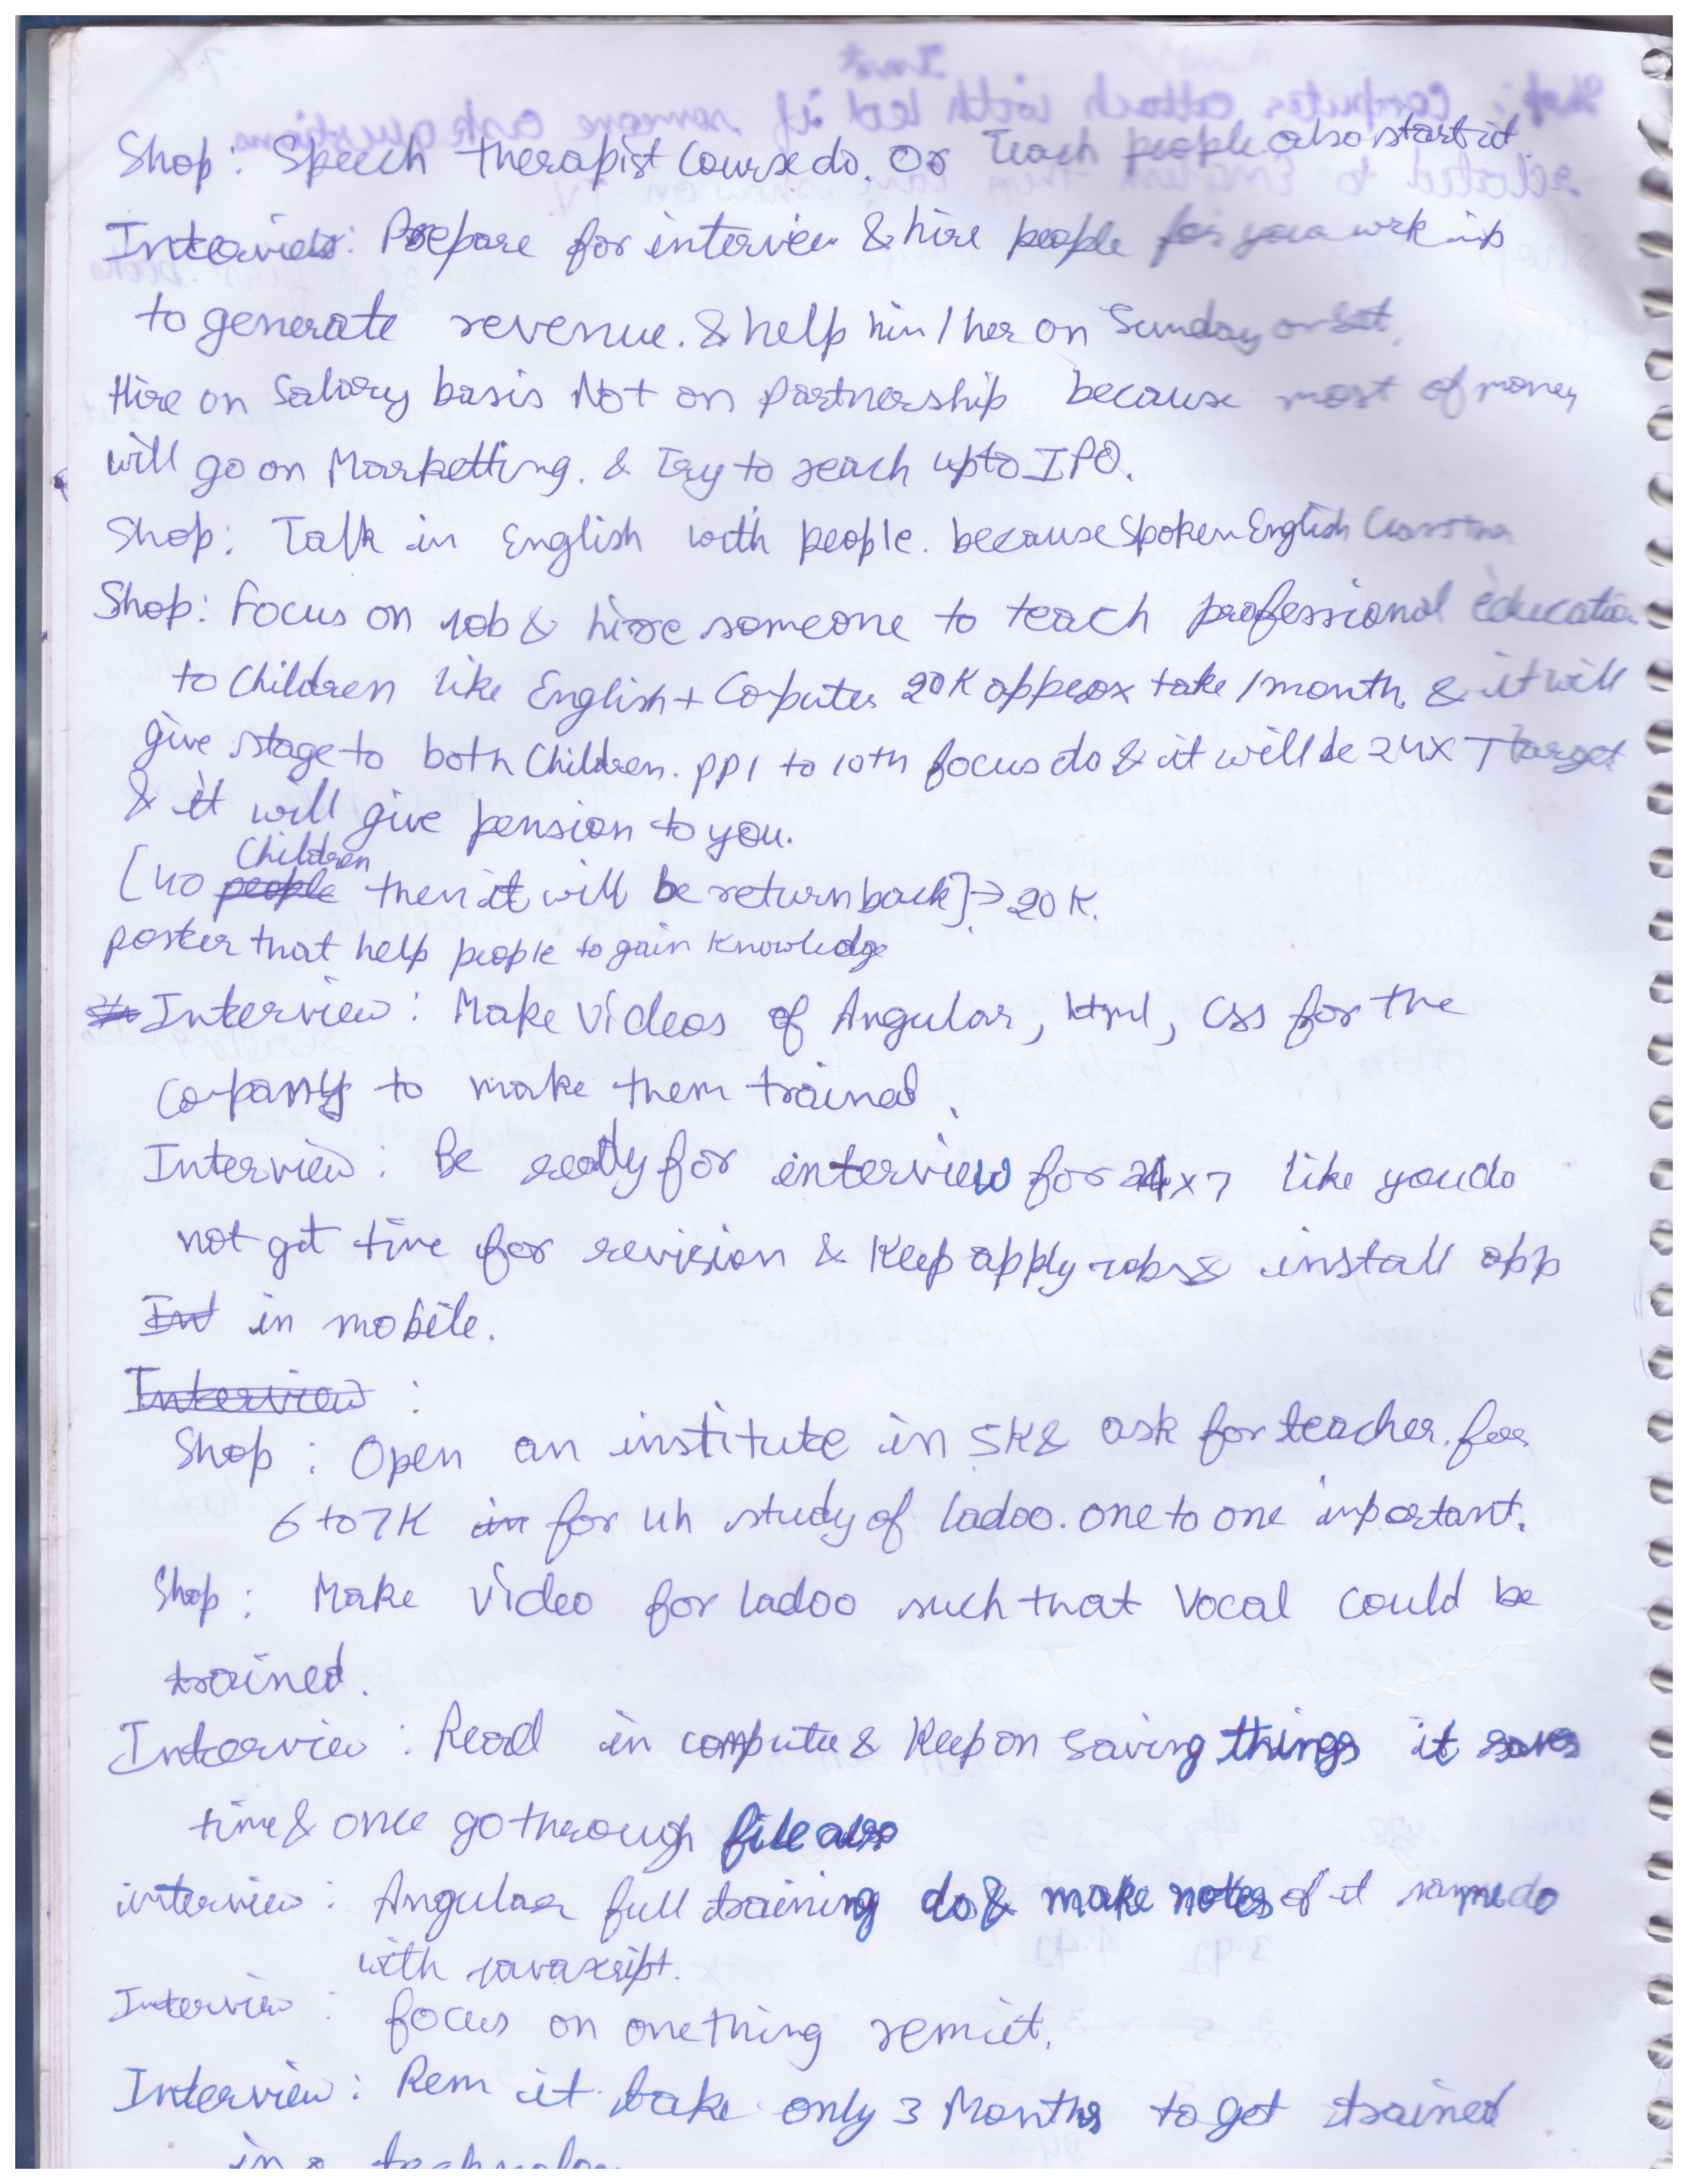 Shop: Speech therapist Course do. Or Teach people also start it.
Interview: Prepare for interview & hire people for your wrk
to generate revenue. & help him/her on Sunday or Sat.
Hire on Salary basis Not on partnership because most of money
will go on Marketting. & Try to reach upto IPO.
Shop: Talk in English with people. because Spoken English
Shop: Focus on Job & hire someone to teach professional education
to Children like English + Coputer 20K approx take /month, & it will
give stage to both Children. PP1 to 10th focus do & it will be 24x7 target
& it will give pension to you.
[40 people Children then it will be return back] → 20K.
poster that help people to gain Knowledge
Interview: Make Videos of Angular, Html, Css for the
Copany to make them trained.
Interview: Be ready for interview for 24x7 like you do
not get time for revision & Keep apply jobs & install app
Int in mobile.
Interview :
Shop: Open an institute in 5K & ask for teacher for
6 to 7K in for 4h study of ladoo. one to one important.
Shop: Make Video for ladoo such that Vocal could be
trained.
Interview: Read in computer & Keep on Saving things it saves
time & once go through file also
interview: Angular full training do & make notes of it same do
with javascript.
Interview: focus on one thing rem it.
Interview: Rem it take only 3 Months to get trained
in a technology